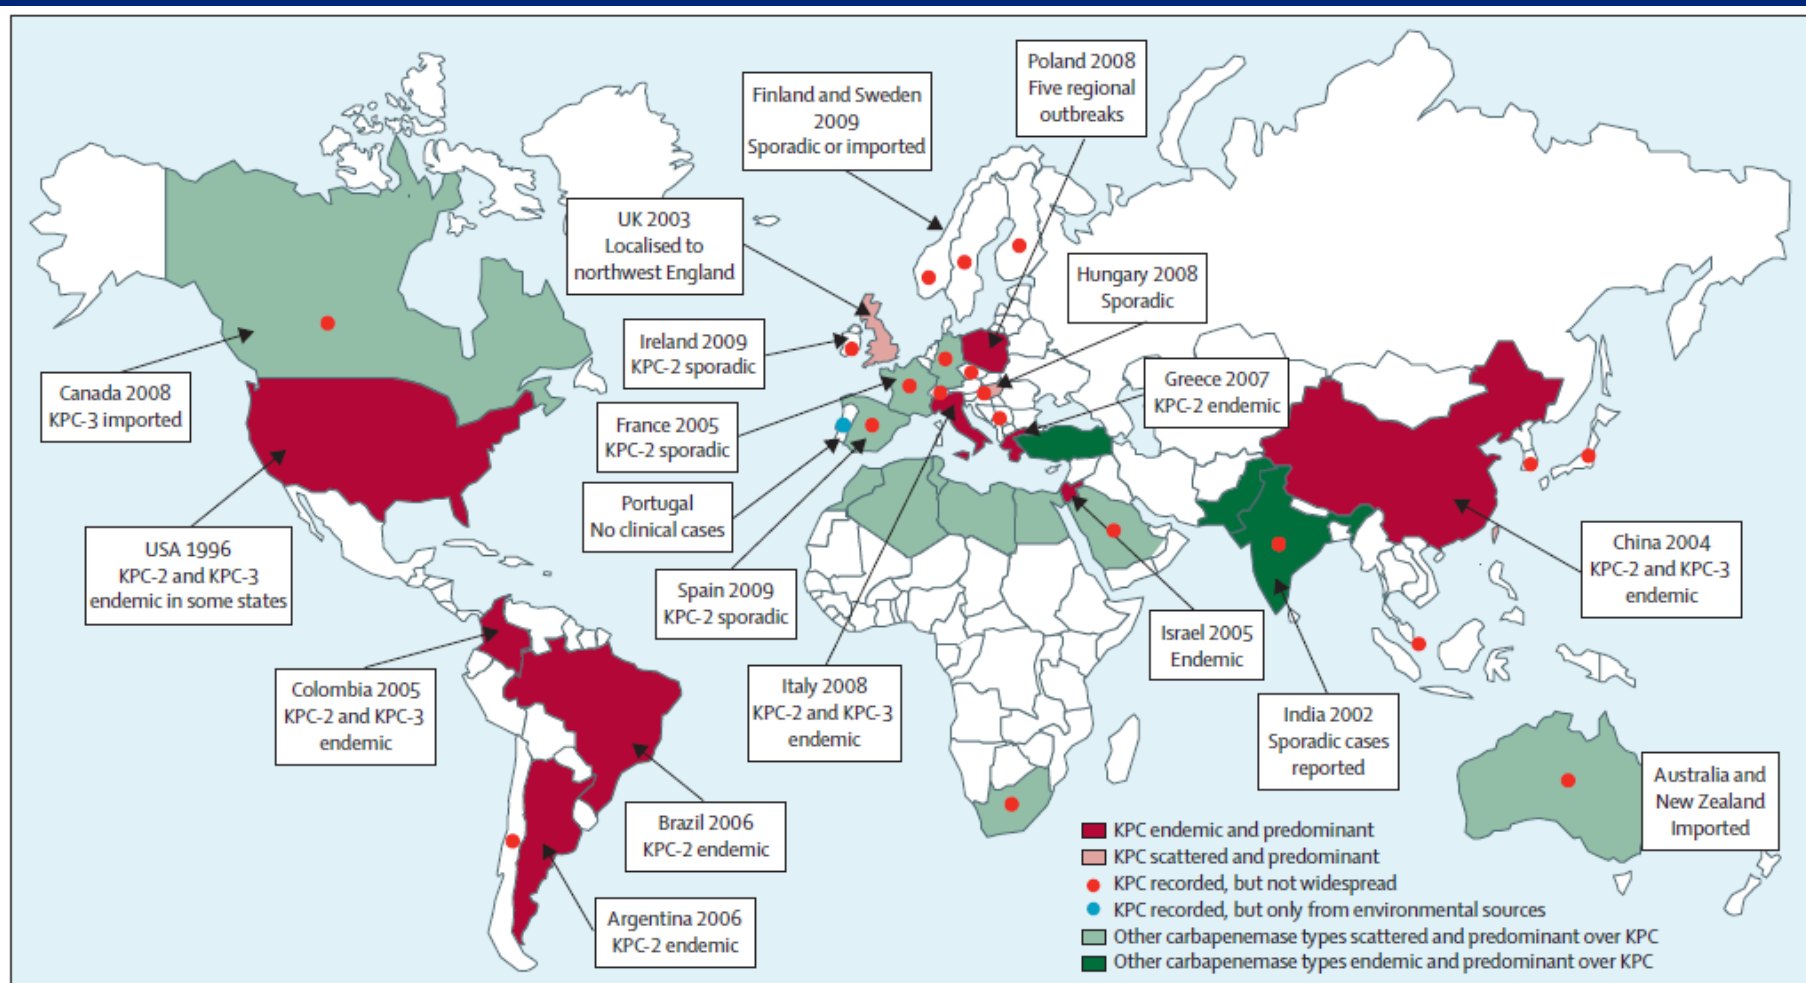 Poland 2008
Five regional
outbreaks
Finland and Sweden
2009
Sporadic or imported
UK 2003
Localised to
northwest England
Hungary 2008
Sporadic
Ireland 2009
KPC-2 sporadic
Greece 2007
KPC-2 endemic
Canada 2008
KPC-3 imported
France 2005
KPC-2 sporadic
Portugal
No clinical cases
USA 1996
KPC-2 and KPC-3
endemic in some states
China 2004
KPC-2 and KPC-3
endemic
Spain 2009
KPC-2 sporadic
Israel 2005
Endemic
Colombia 2005
KPC-2 and KPC-3
endemic
Italy 2008
KPC-2 and KPC-3
endemic
India 2002
Sporadic cases
reported
Australia and
New Zealand
Imported
Brazil 2006
KPC-2 endemic
Argentina 2006
KPC-2 endemic
KPC endemic and predominant
KPC scattered and predominant
KPC recorded, but not widespread
KPC recorded, but only from environmental sources
Other carbapenemase types scattered and predominant over KPC
Other carbapenemase types endemic and predominant over KPC